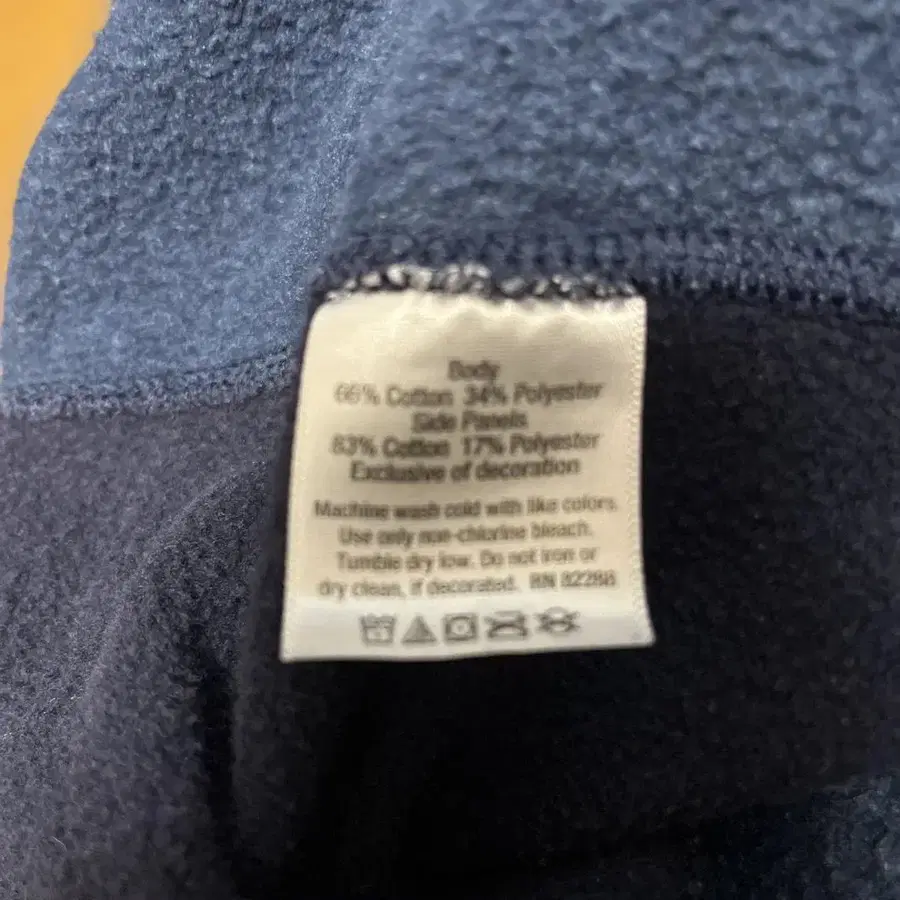 Body
66% Cotton 34% Polyester
Side Panels
83% Cotton 17% Polyester
Exclusive of decoration
Machine wash cold with like colors.
Use only non-chlorine bleach.
Tumble dry low. Do not iron or
dry clean, if decorated. RN 82288